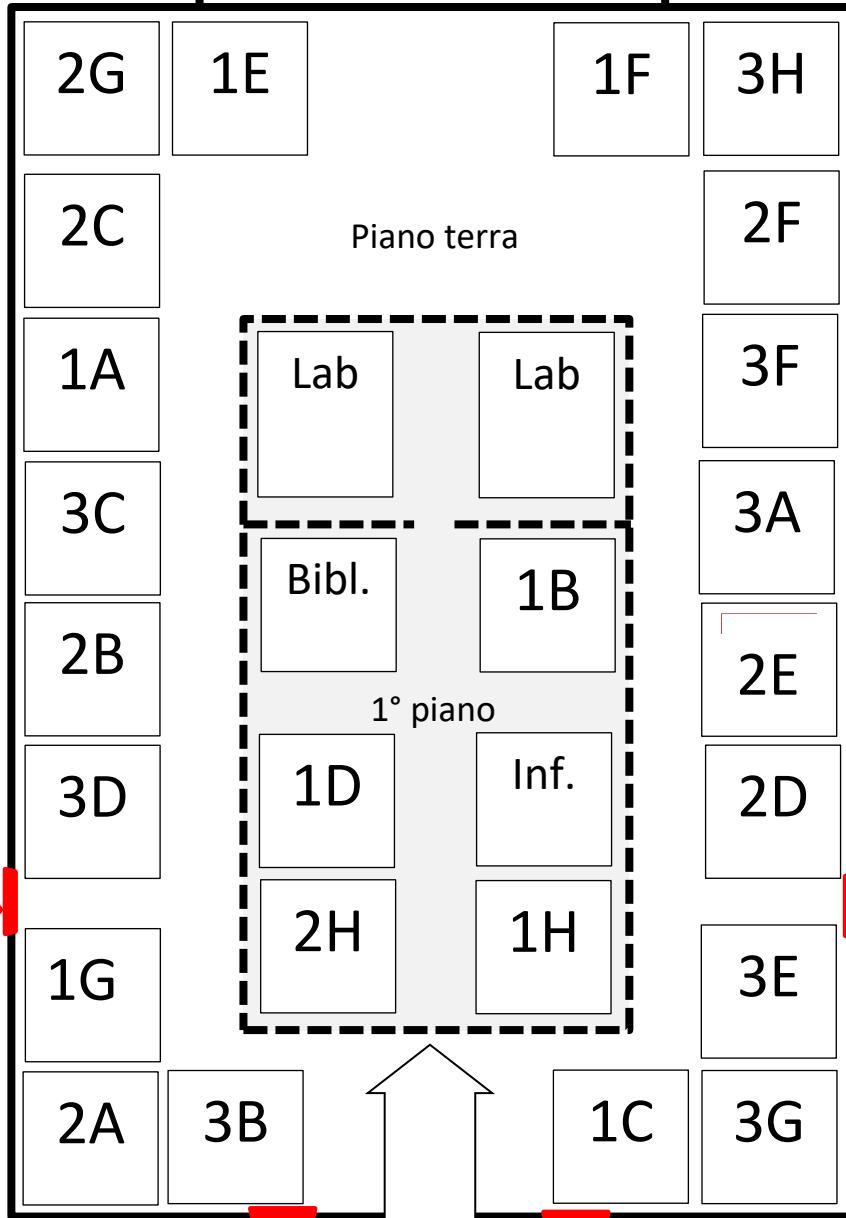 2G 1E 1F 3H
2C 2F
Piano terra
1A Lab Lab 3F
3C 3A
Bibl. 1B
2B 2E
1° piano
3D 1D Inf. 2D
2H 1H
1G 3E
2A 3B 1C 3G